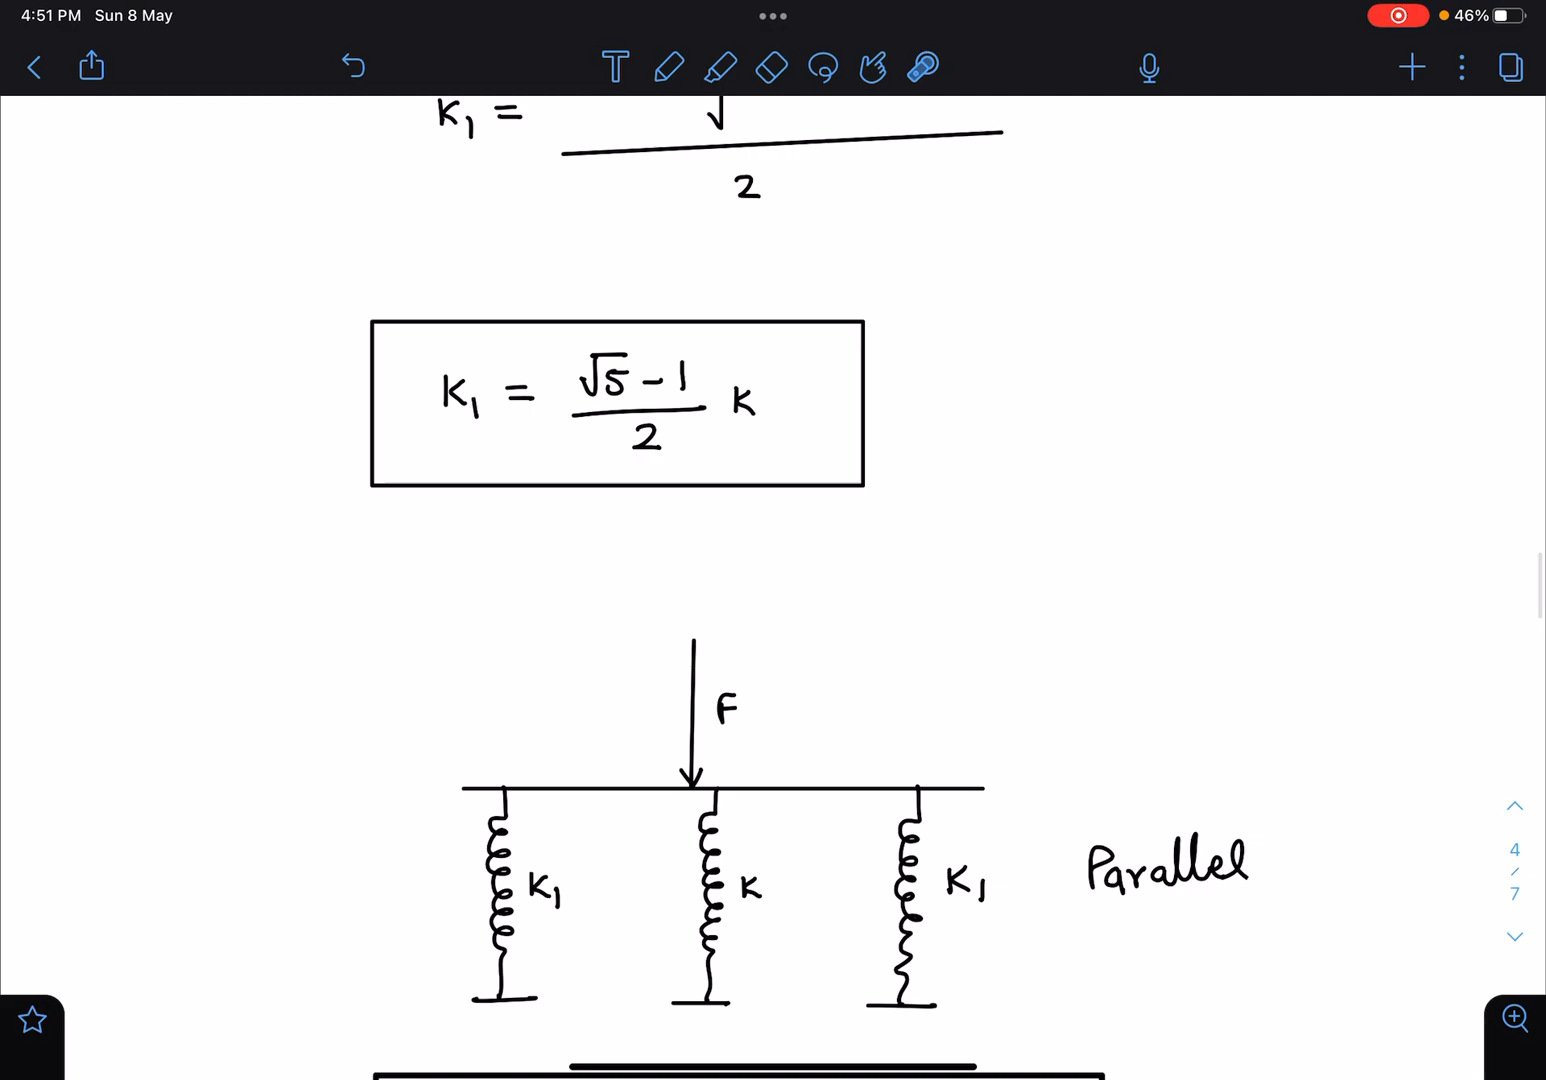 4:51 PM Sun 8 May
46%
T
K₁ = √
2
K₁ = √5 - 1 / 2 K
F
K₁ K K₁ Parallel
4 / 7